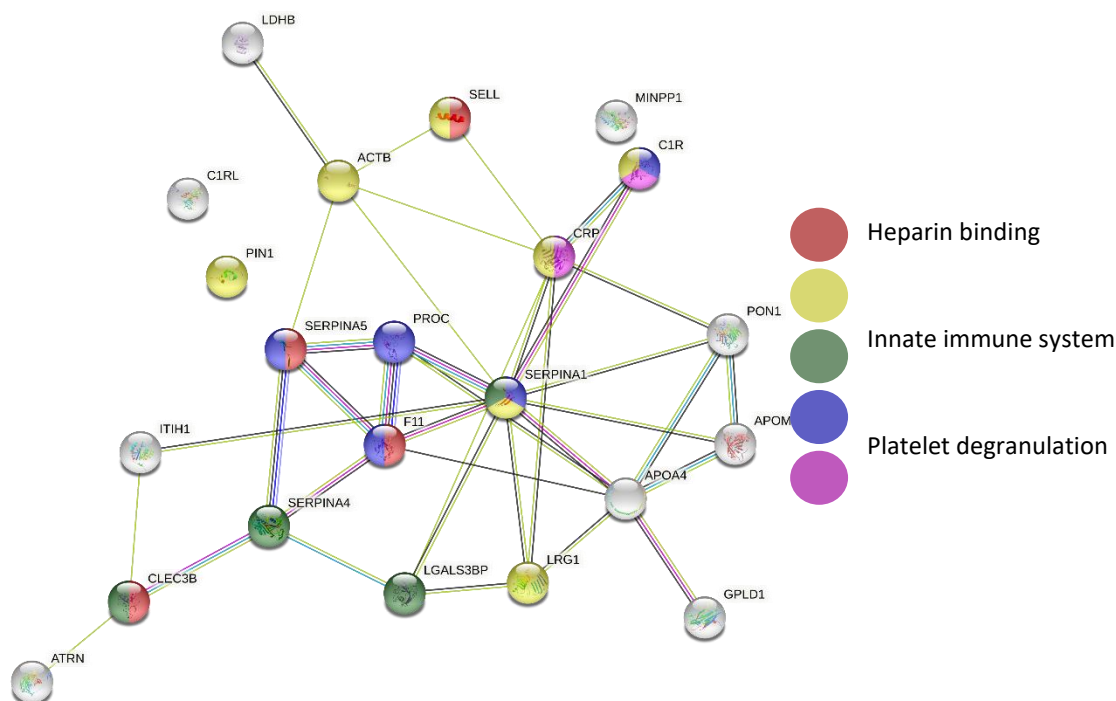 LDHB
SELL
MINPP1
ACTB
C1R
C1RL
CRP
PIN1
PON1
SERPINA5
PROC
SERPINA1
ITIH1
F11
APOM
APOA4
SERPINA4
CLEC3B
LGALS3BP
LRG1
GPLD1
ATRN
Heparin binding
Innate immune system
Platelet degranulation